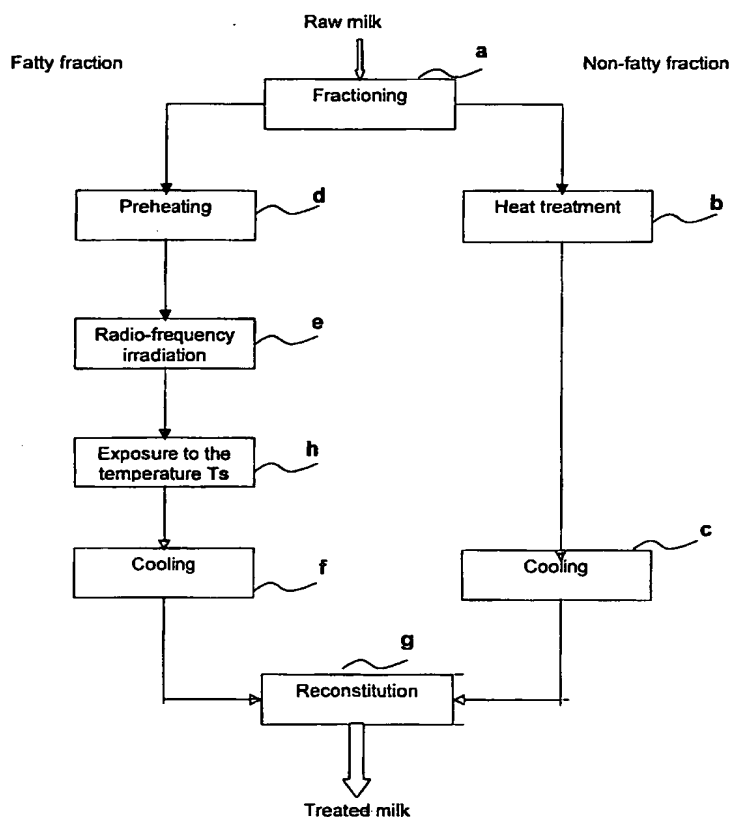 Raw milk
a
Fatty fraction
Non-fatty fraction
Fractioning
Preheating
d
Heat treatment
b
Radio-frequency
irradiation
e
Exposure to the
temperature Ts
h
Cooling
f
Cooling
c
g
Reconstitution
Treated milk